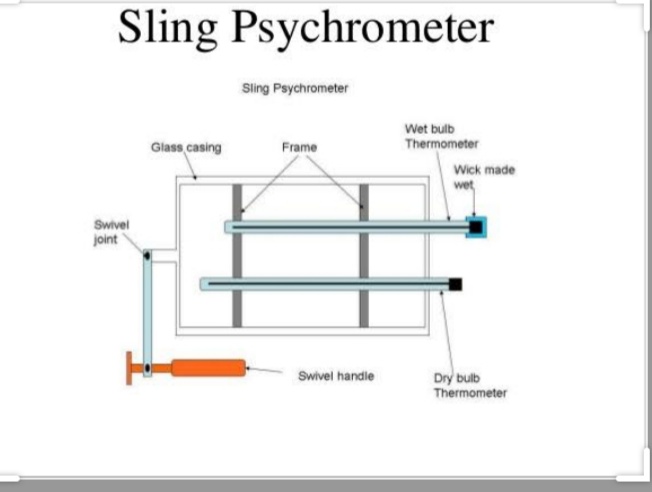 Sling Psychrometer
Sling Psychrometer
Wet bulb
Thermometer
Glass casing
Frame
Wick made
wet
Swivel
joint
Swivel handle
Dry bulb
Thermometer